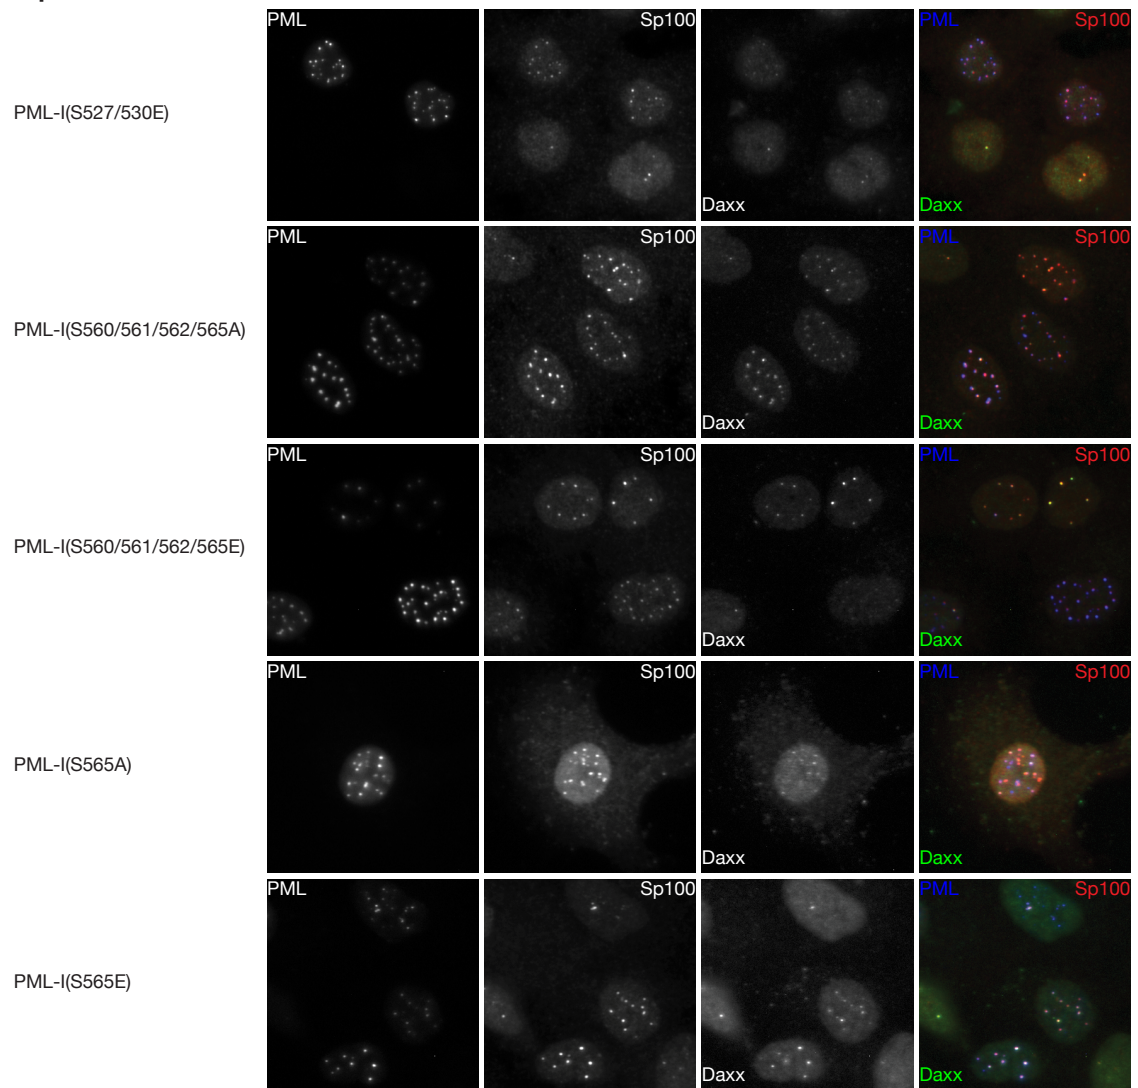 PML Sp100 PML Sp100
PML-I(S527/530E)
Daxx Daxx
PML Sp100 PML Sp100
PML-I(S560/561/562/565A)
Daxx Daxx
PML Sp100 PML Sp100
PML-I(S560/561/562/565E)
Daxx Daxx
PML Sp100 PML Sp100
PML-I(S565A)
Daxx Daxx
PML Sp100 PML Sp100
PML-I(S565E)
Daxx Daxx